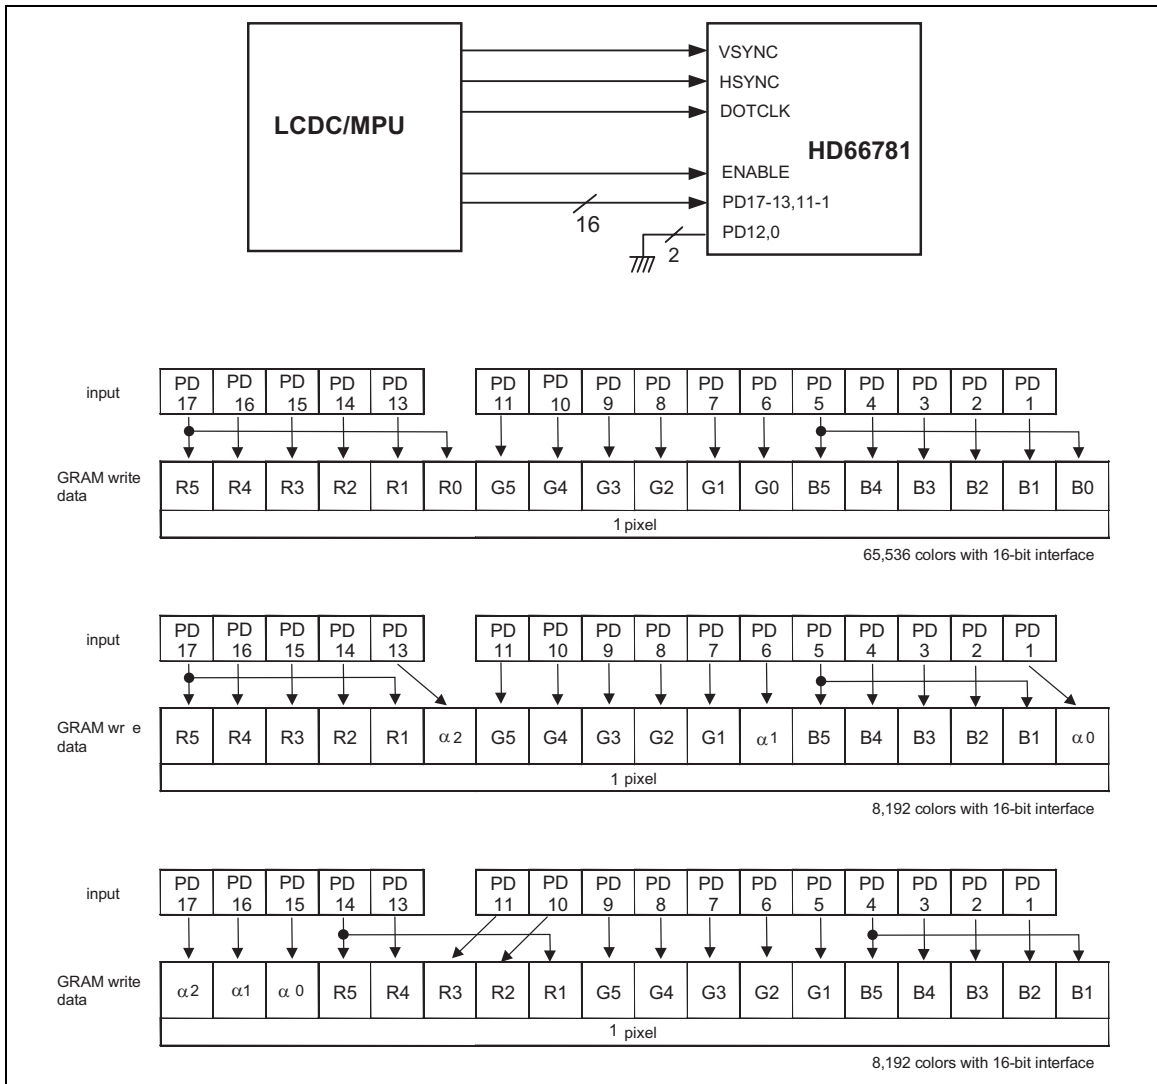 LCDC/MPU
VSYNC
HSYNC
DOTCLK
HD66781
ENABLE
PD17-13,11-1
16
PD12,0
2
input PD 17 PD 16 PD 15 PD 14 PD 13 PD 11 PD 10 PD 9 PD 8 PD 7 PD 6 PD 5 PD 4 PD 3 PD 2 PD 1
GRAM write data R5 R4 R3 R2 R1 R0 G5 G4 G3 G2 G1 G0 B5 B4 B3 B2 B1 B0
1 pixel
65,536 colors with 16-bit interface
input PD 17 PD 16 PD 15 PD 14 PD 13 PD 11 PD 10 PD 9 PD 8 PD 7 PD 6 PD 5 PD 4 PD 3 PD 2 PD 1
GRAM wr e data R5 R4 R3 R2 R1 α2 G5 G4 G3 G2 G1 α1 B5 B4 B3 B2 B1 α0
1 pixel
8,192 colors with 16-bit interface
input PD 17 PD 16 PD 15 PD 14 PD 13 PD 11 PD 10 PD 9 PD 8 PD 7 PD 6 PD 5 PD 4 PD 3 PD 2 PD 1
GRAM write data α2 α1 α0 R5 R4 R3 R2 R1 G5 G4 G3 G2 G1 B5 B4 B3 B2 B1
1 pixel
8,192 colors with 16-bit interface